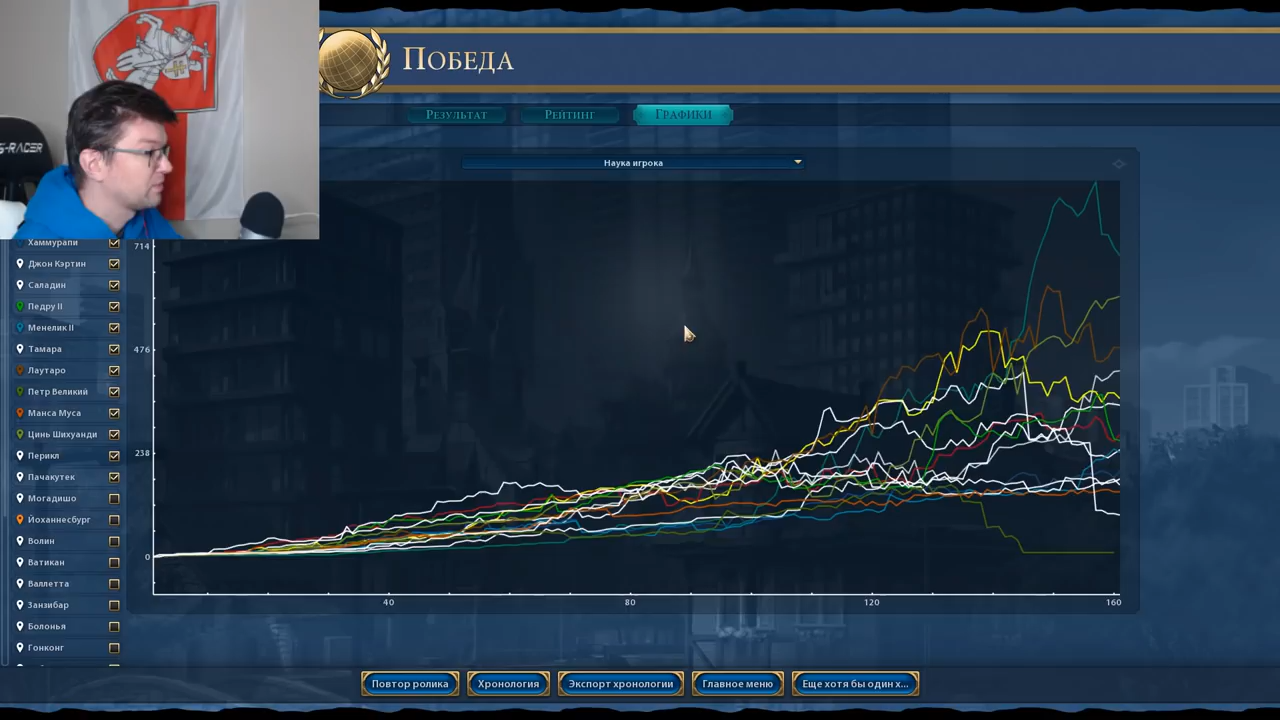 Победа
Результат
Рейтинг
Графики
Наука игрока
Хаммурапи
Джон Кэртин
Саладин
Педру II
Менелик II
Тамара
Лаутаро
Петр Великий
Манса Муса
Цинь Шихуанди
Перикл
Пачакутек
Могадишо
Йоханнесбург
Волин
Ватикан
Валлетта
Занзибар
Болонья
Гонконг
714
476
238
0
40
80
120
160
Повтор ролика
Хронология
Экспорт хронологии
Главное меню
Еще хотя бы один х...